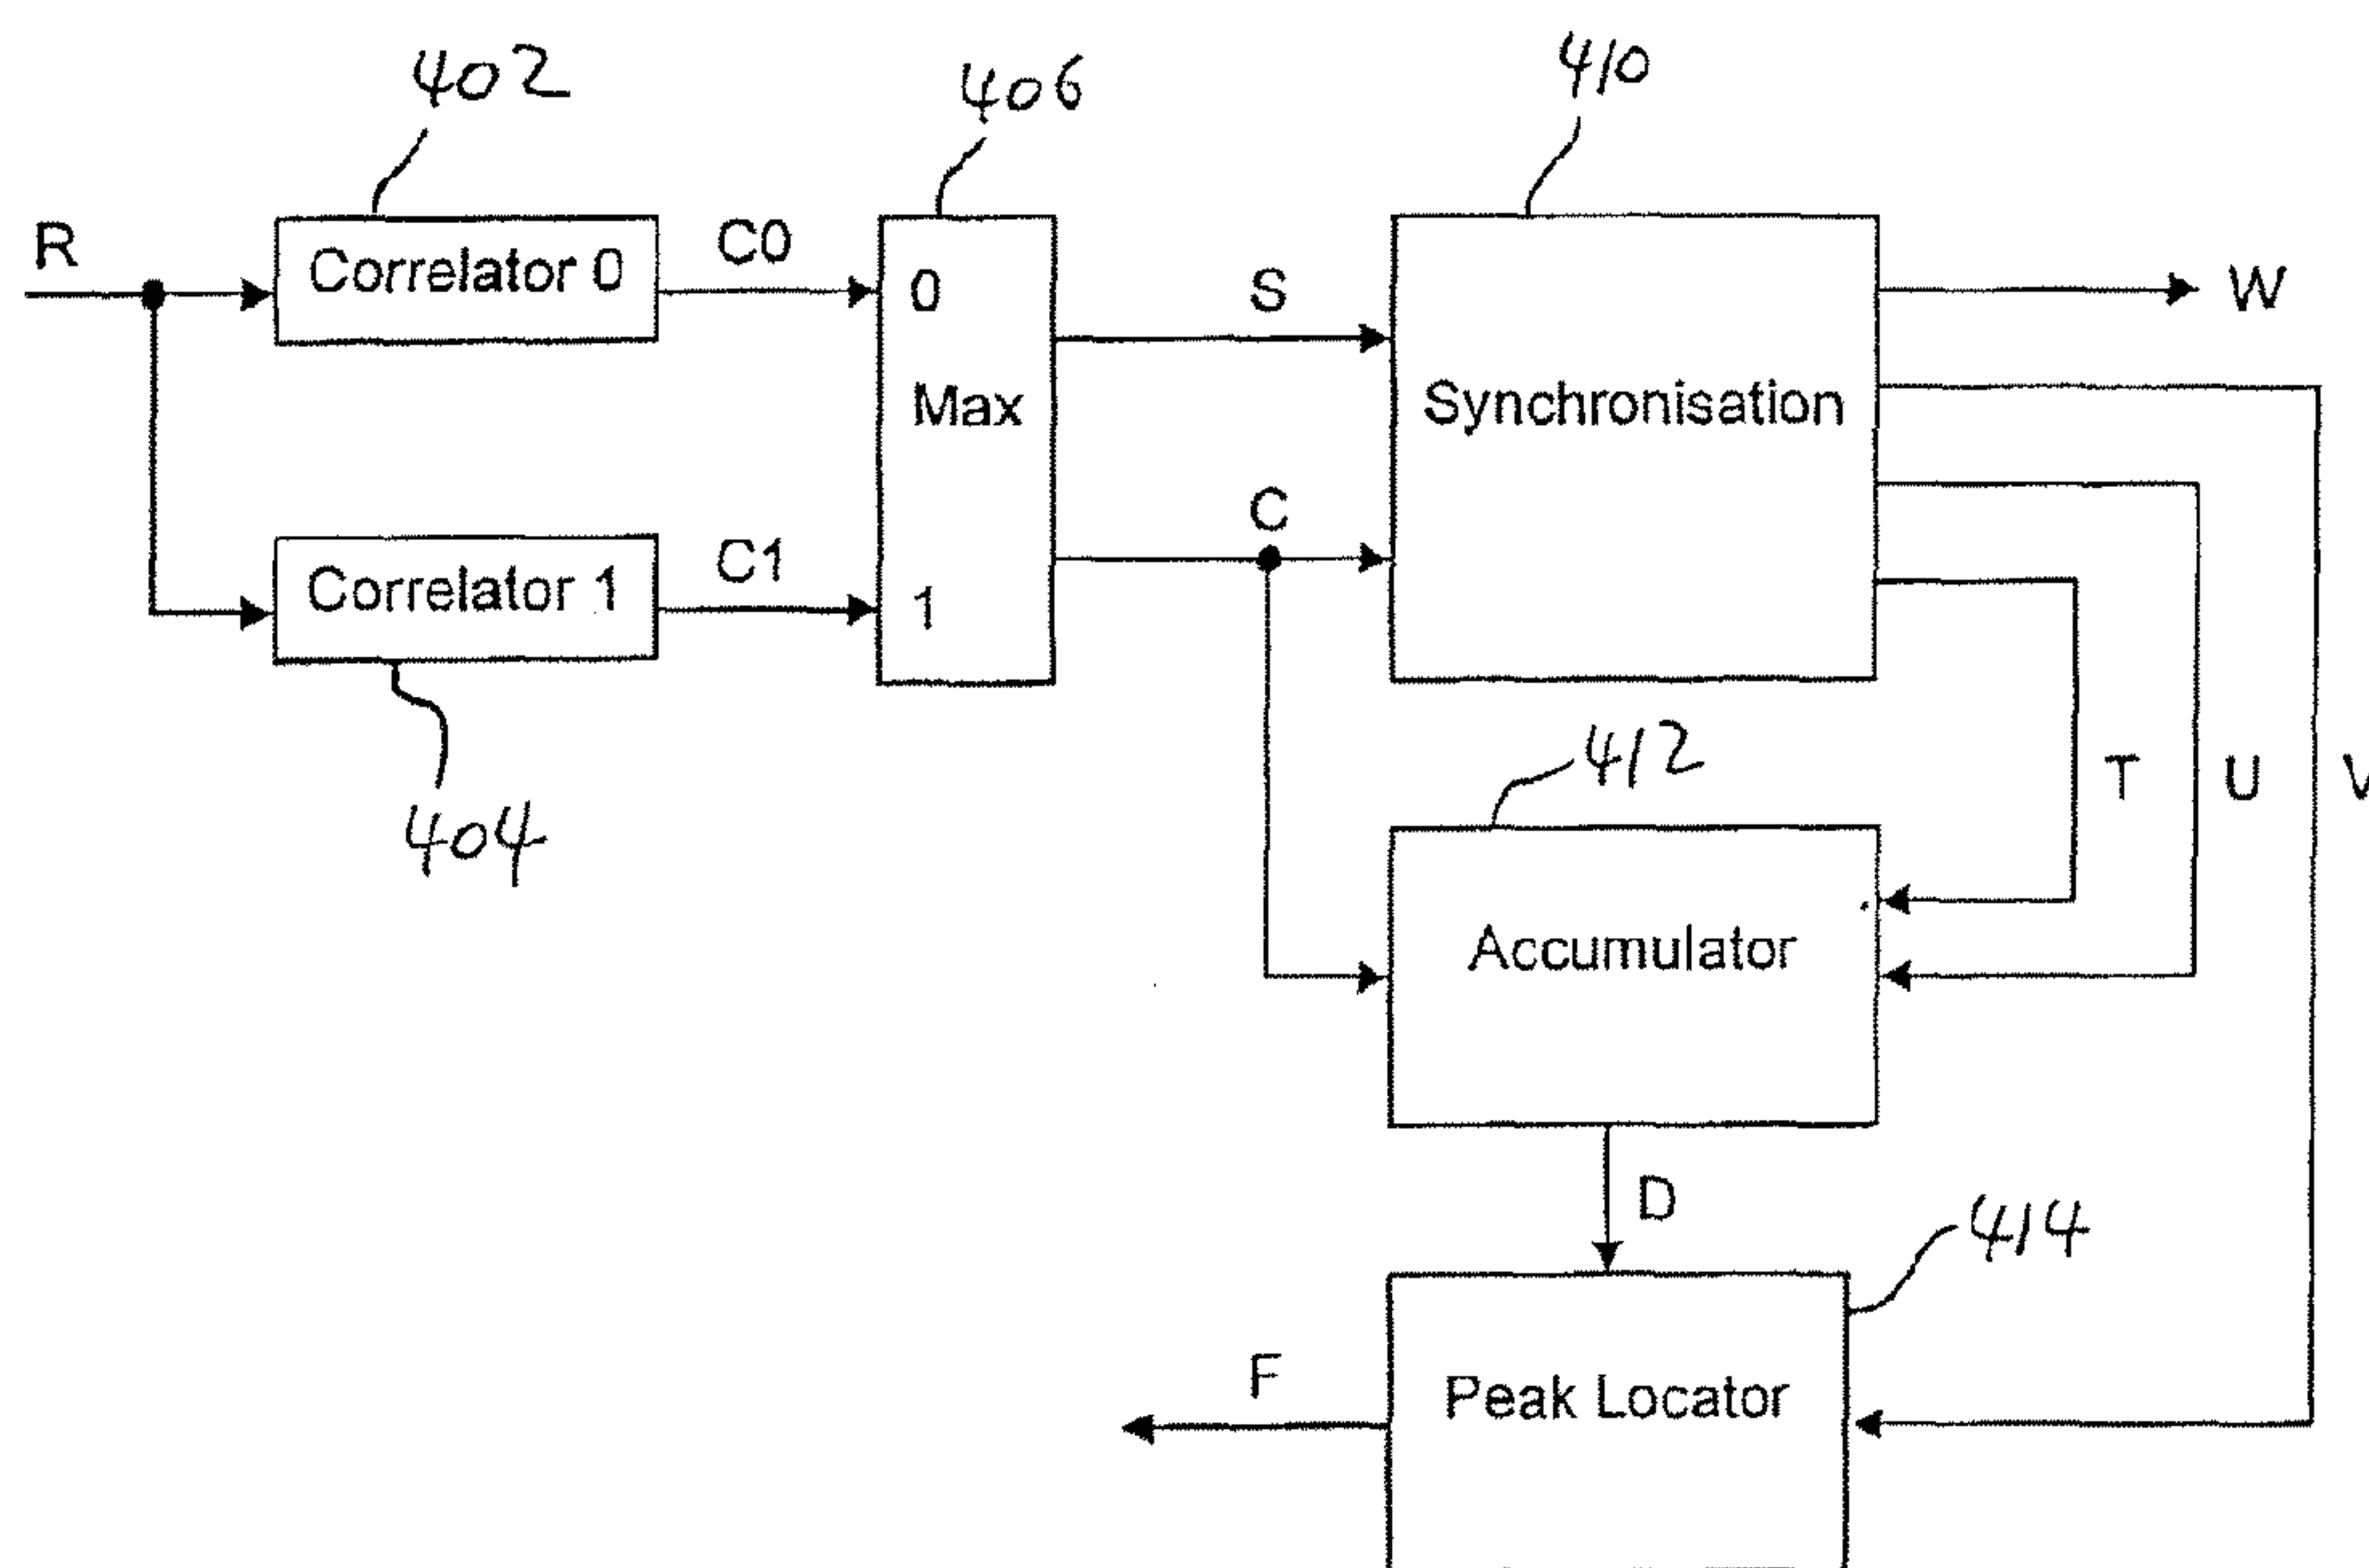 402
406
410
R
Correlator 0
C0
0
S
W
Max
Synchronisation
C
Correlator 1
C1
1
412
T
U
V
404
Accumulator
D
414
F
Peak Locator